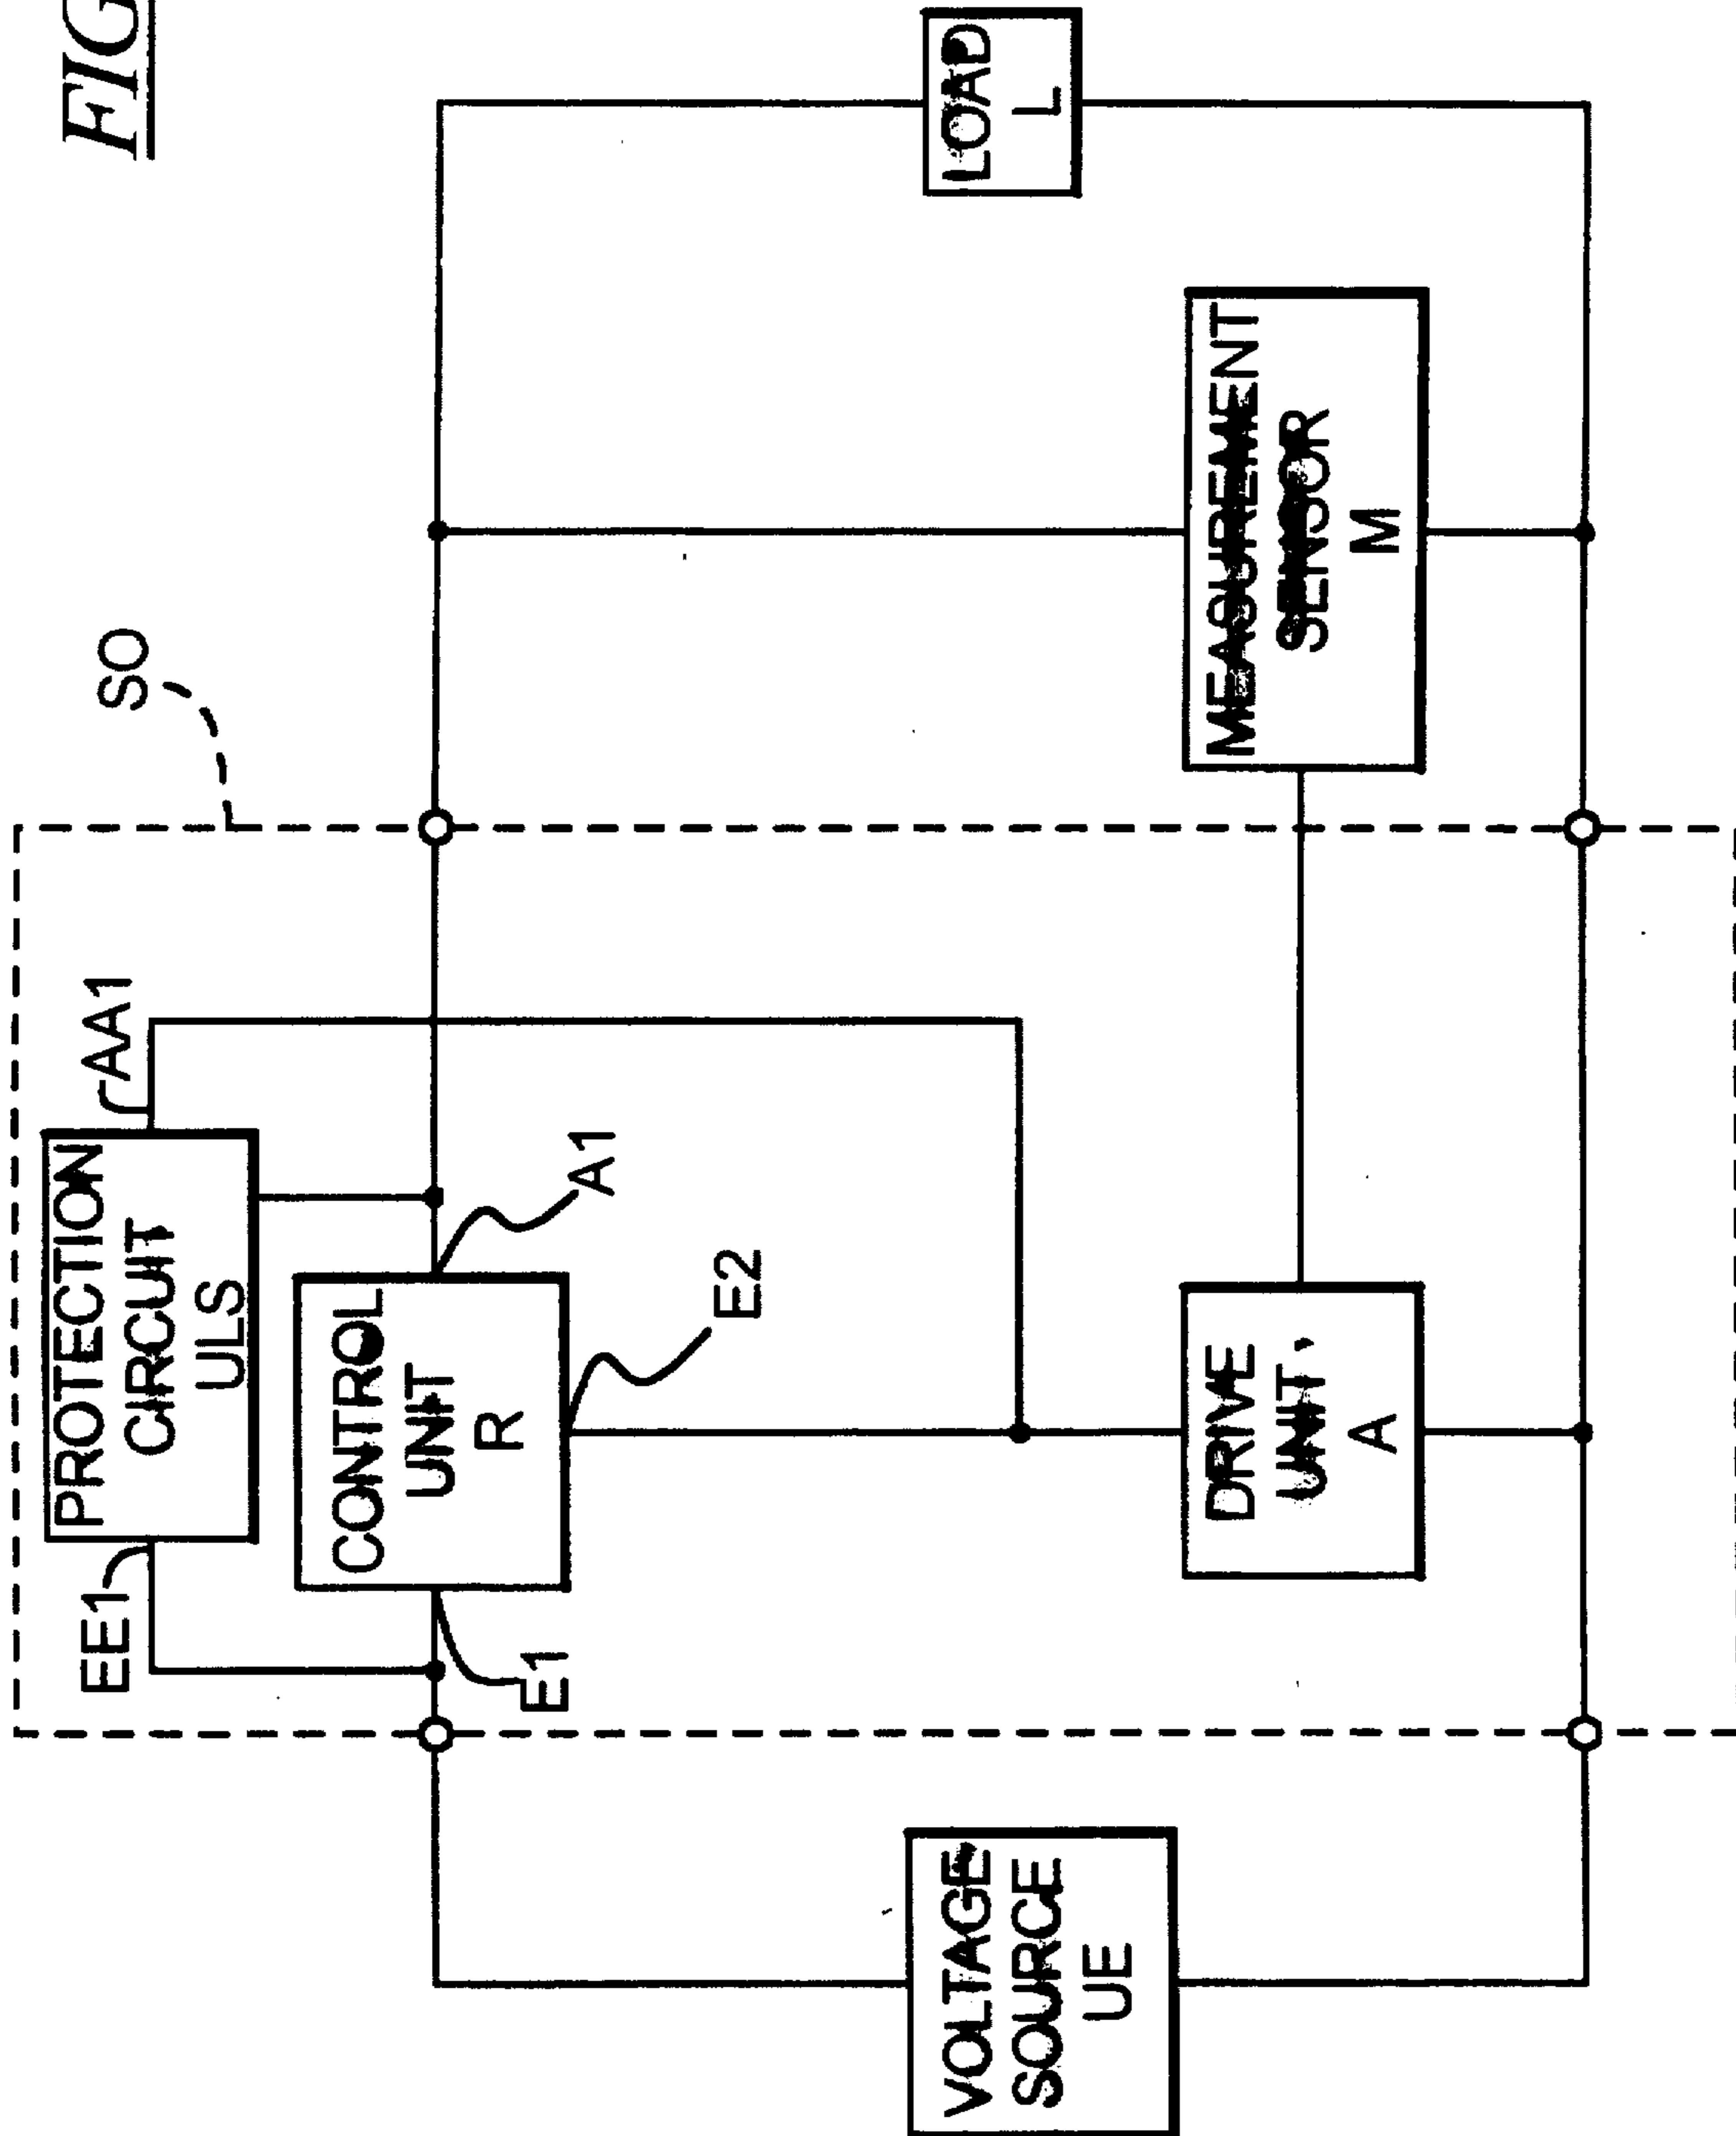 FIG
SO
AA1
PROTECTION
CIRCUIT
ULS
EE1
CONTROL
UNIT
R
A1
E2
E1
VOLTAGE
SOURCE
UE
DRIVE
UNIT
A
MEASUREMENT
SENSOR
M
LOAD
L